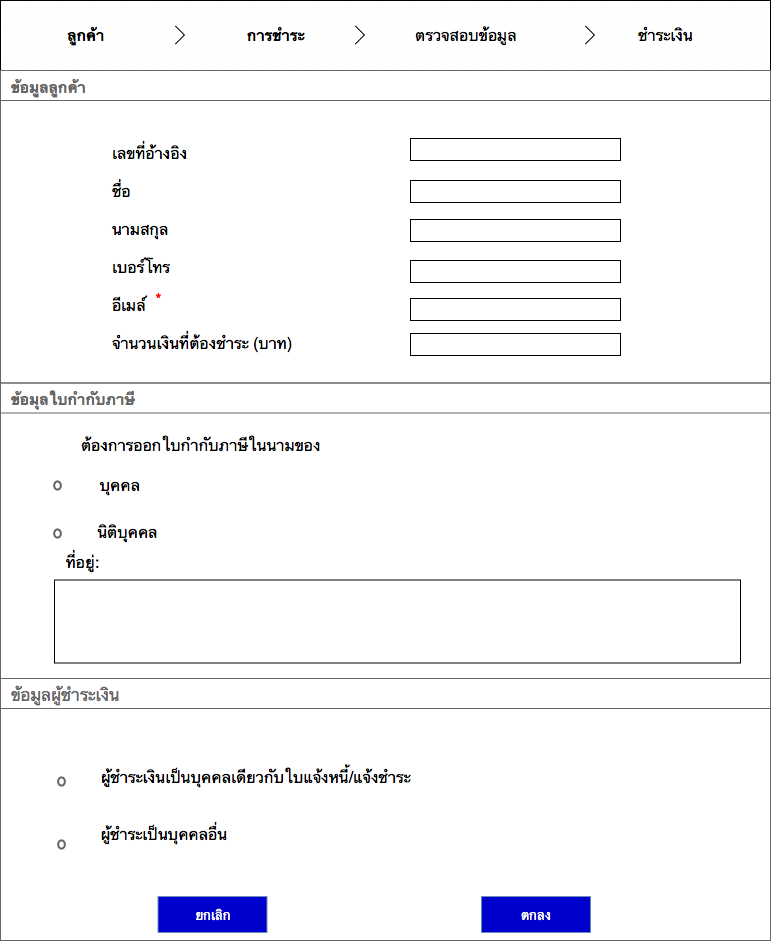 ลูกค้า > การชำระ > ตรวจสอบข้อมูล > ชำระเงิน
ข้อมูลลูกค้า
เลขที่อ้างอิง
ชื่อ
นามสกุล
เบอร์โทร
อีเมล์ *
จำนวนเงินที่ต้องชำระ (บาท)
ข้อมุลใบกำกับภาษี
ต้องการออกใบกำกับภาษีในนามของ
บุคคล
นิติบุคคล
ที่อยู่:
ข้อมูลผู้ชำระเงิน
ผู้ชำระเงินเป็นบุคคลเดียวกับใบแจ้งหนี้/แจ้งชำระ
ผู้ชำระเป็นบุคคลอื่น
ยกเลิก ตกลง